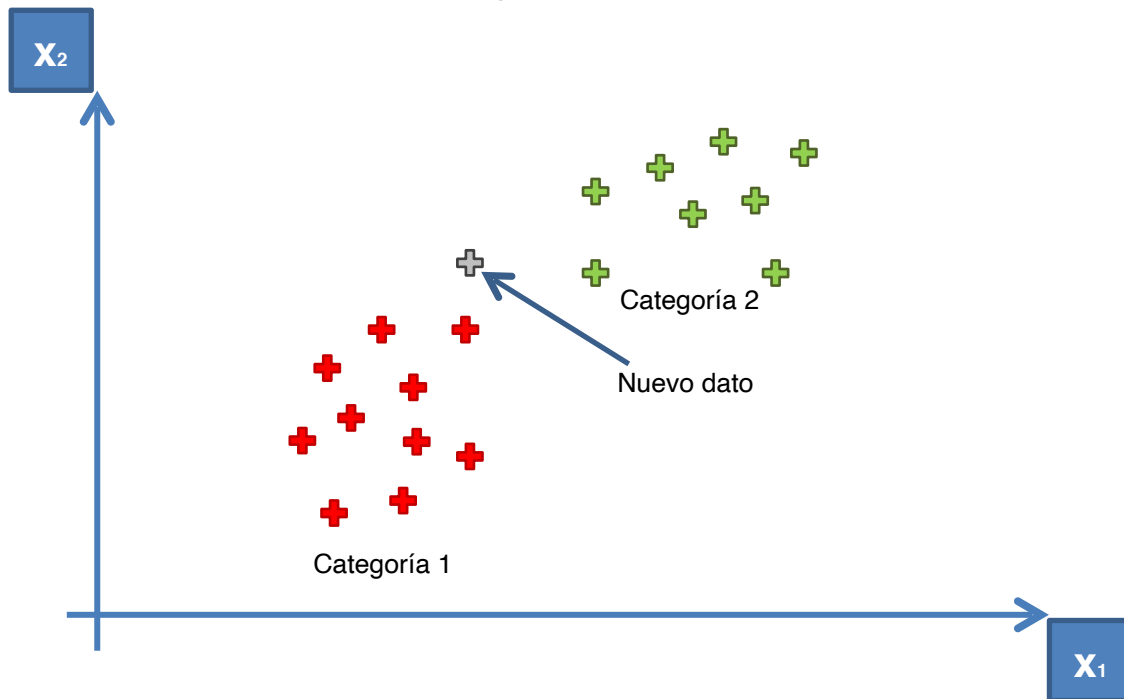 X₂
Categoría 2
Nuevo dato
Categoría 1
X₁